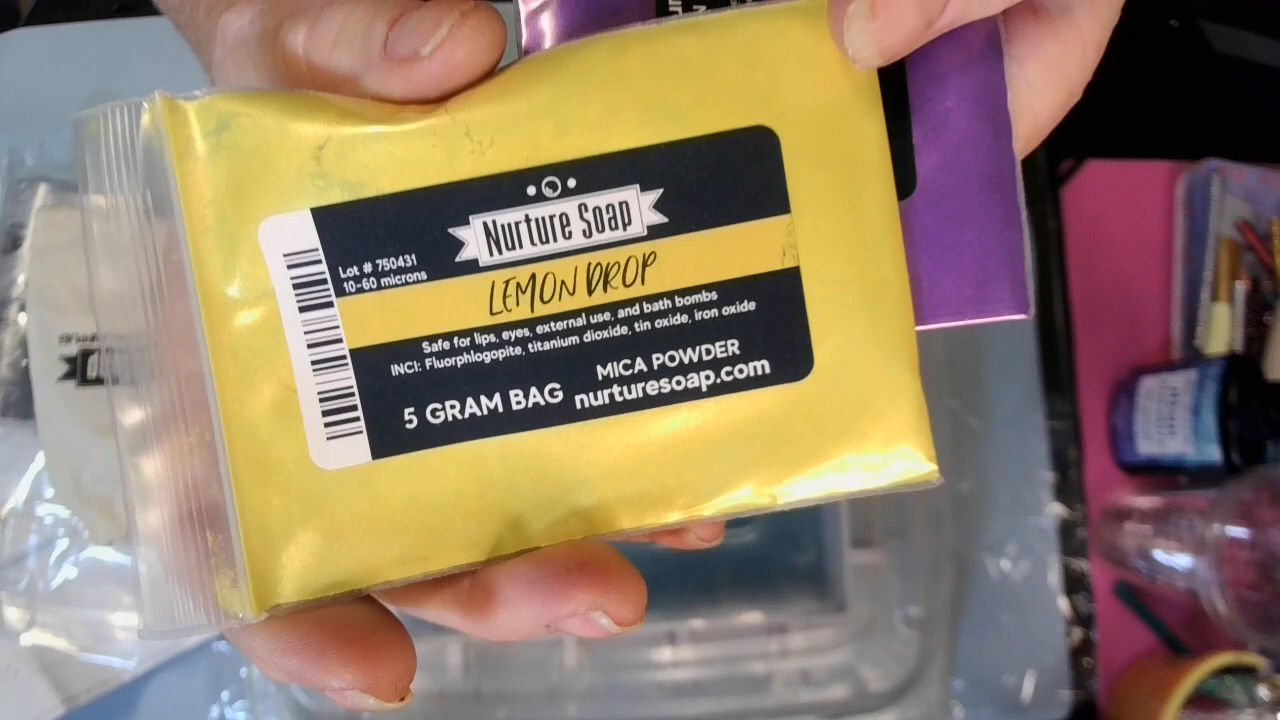 Nurture Soap
Lot # 750431
10-60 microns
LEMON DROP
Safe for lips, eyes, external use, and bath bombs
INCI: Fluorphlogopite, titanium dioxide, tin oxide, iron oxide
5 GRAM BAG
MICA POWDER
nurturesoap.com